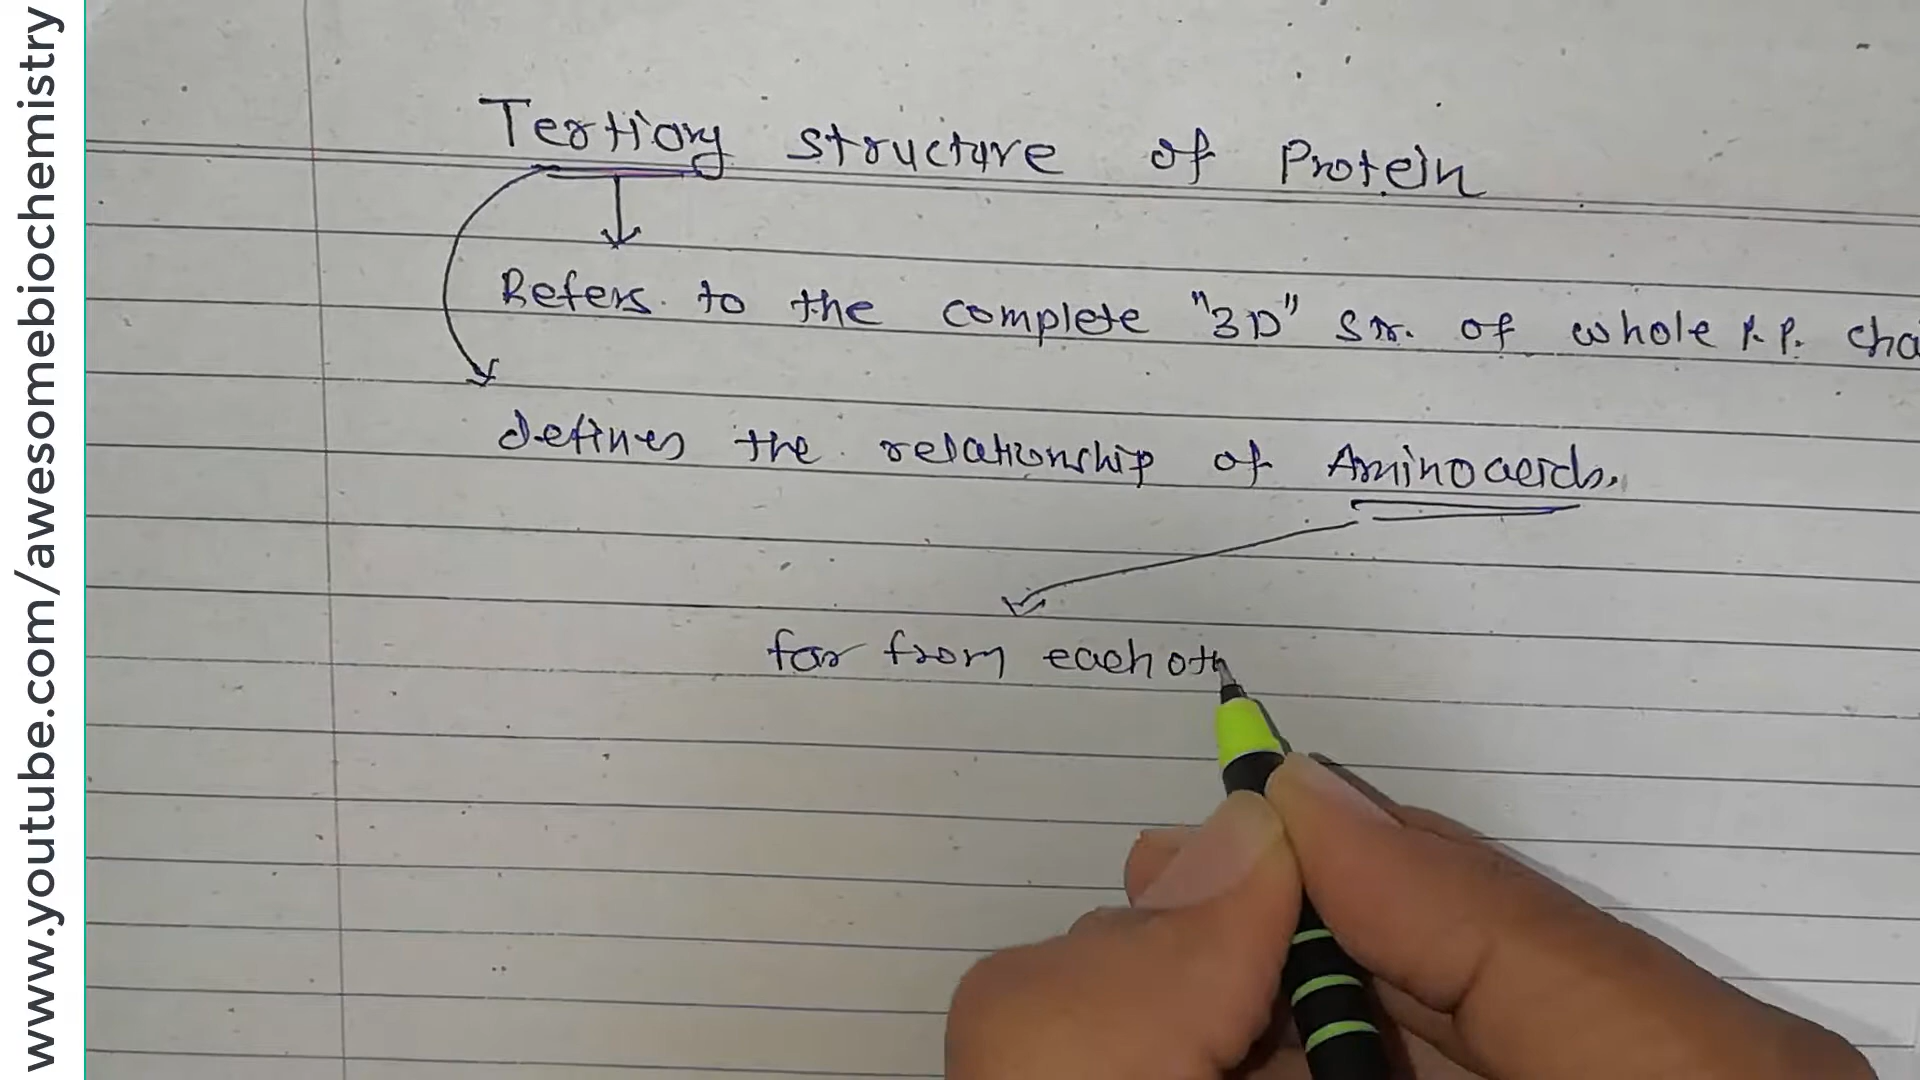 www.youtube.com/awesomebiochemistry
Tertiary structure of Protein
Refers to the complete "3D" str. of whole P.P. cha
defines the relationship of Aminoacids.
far from each oth